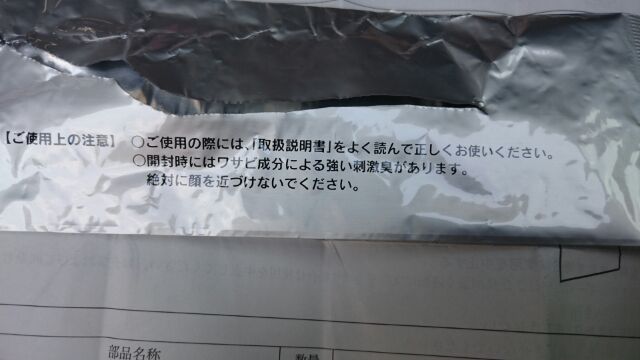 【ご使用上の注意】 ○ご使用の際には、「取扱説明書」をよく読んで正しくお使いください。
○開封時にはワサビ成分による強い刺激臭があります。
絶対に顔を近づけないでください。
部品名称 数量